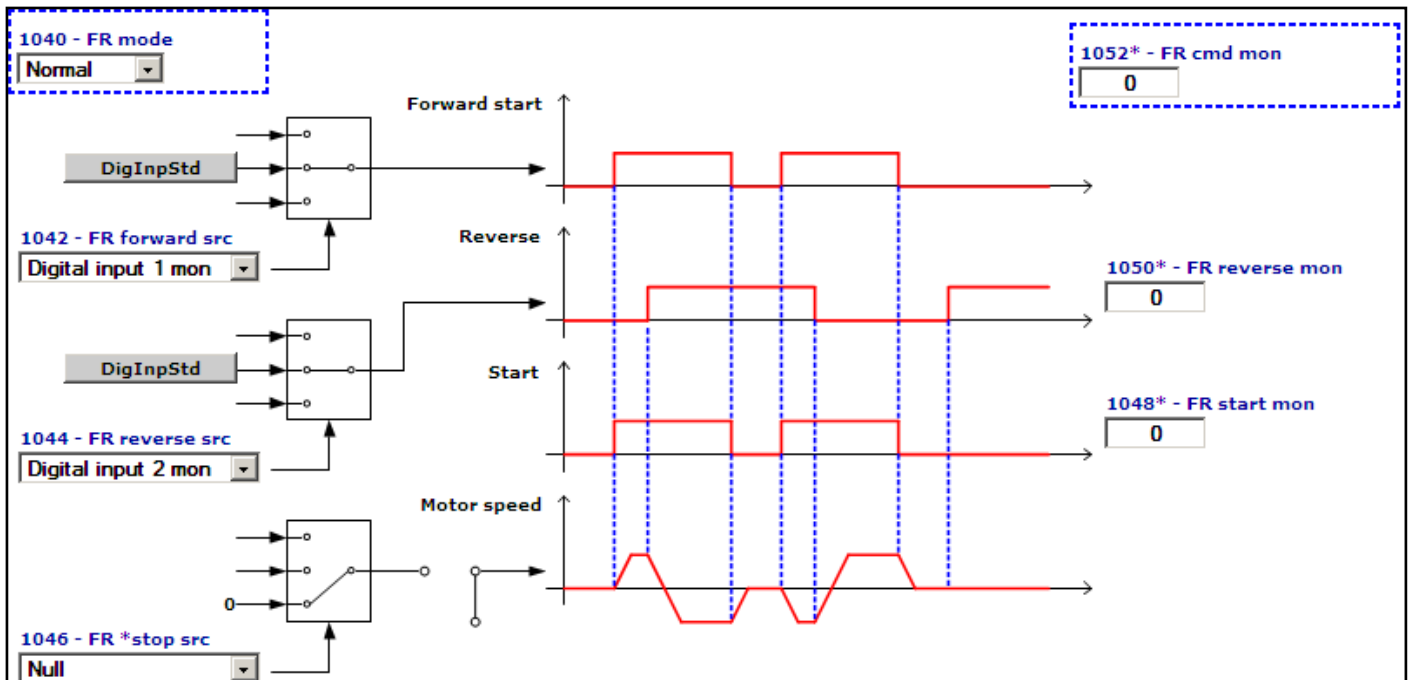 1040 - FR mode
Normal
1052* - FR cmd mon
0
Forward start
DigInpStd
1042 - FR forward src
Digital input 1 mon
Reverse
1050* - FR reverse mon
0
DigInpStd
Start
1048* - FR start mon
0
1044 - FR reverse src
Digital input 2 mon
Motor speed
0
1046 - FR *stop src
Null